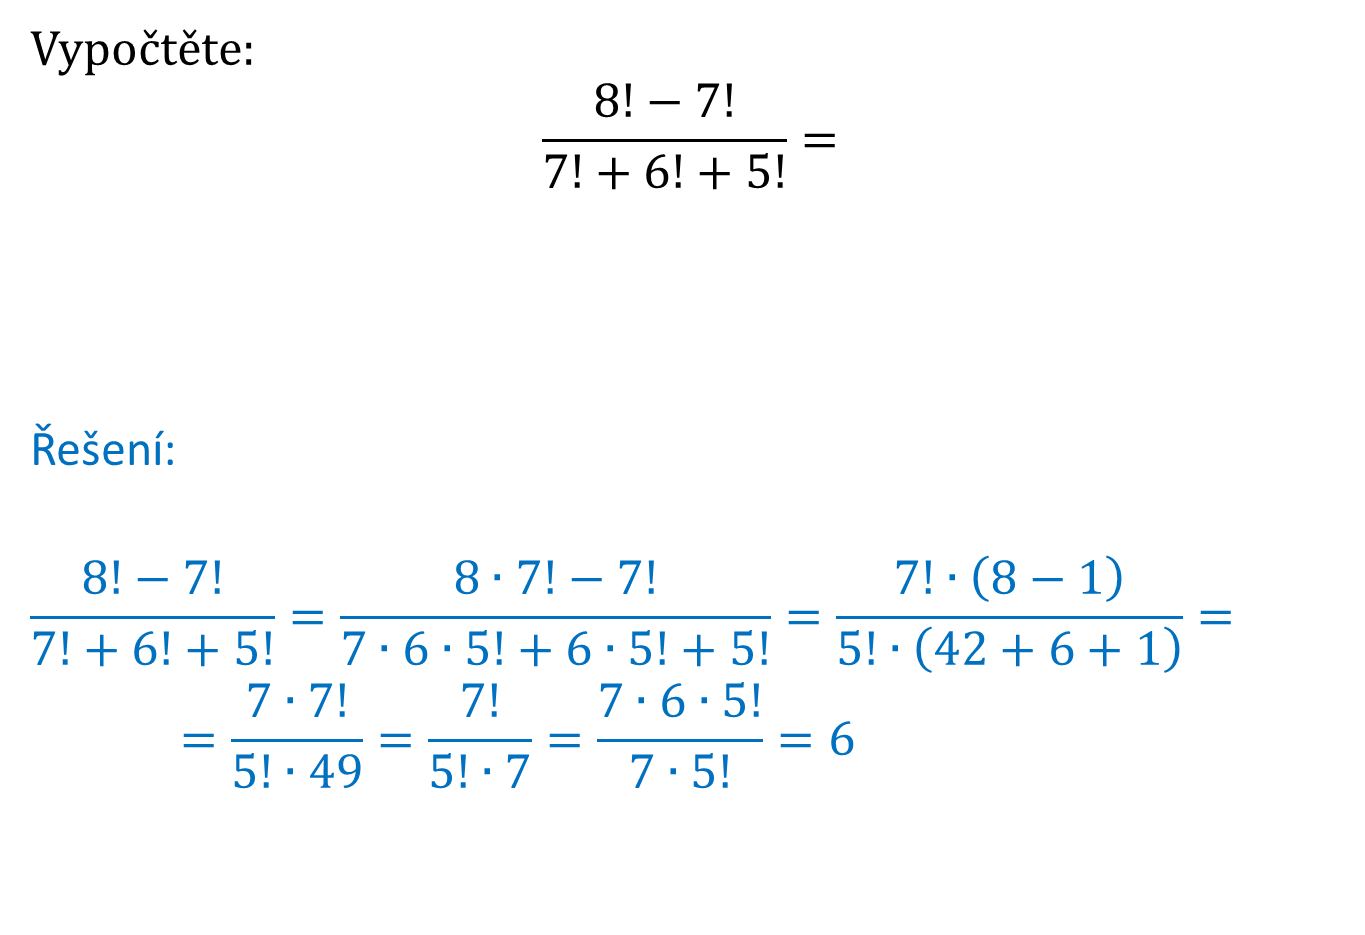 Vypočtěte:
8! − 7!
7! + 6! + 5! =
Řešení:
8! − 7! / 7! + 6! + 5! = 8 · 7! − 7! / 7 · 6 · 5! + 6 · 5! + 5! = 7! · (8 − 1) / 5! · (42 + 6 + 1) =
= 7 · 7! / 5! · 49 = 7! / 5! · 7 = 7 · 6 · 5! / 7 · 5! = 6